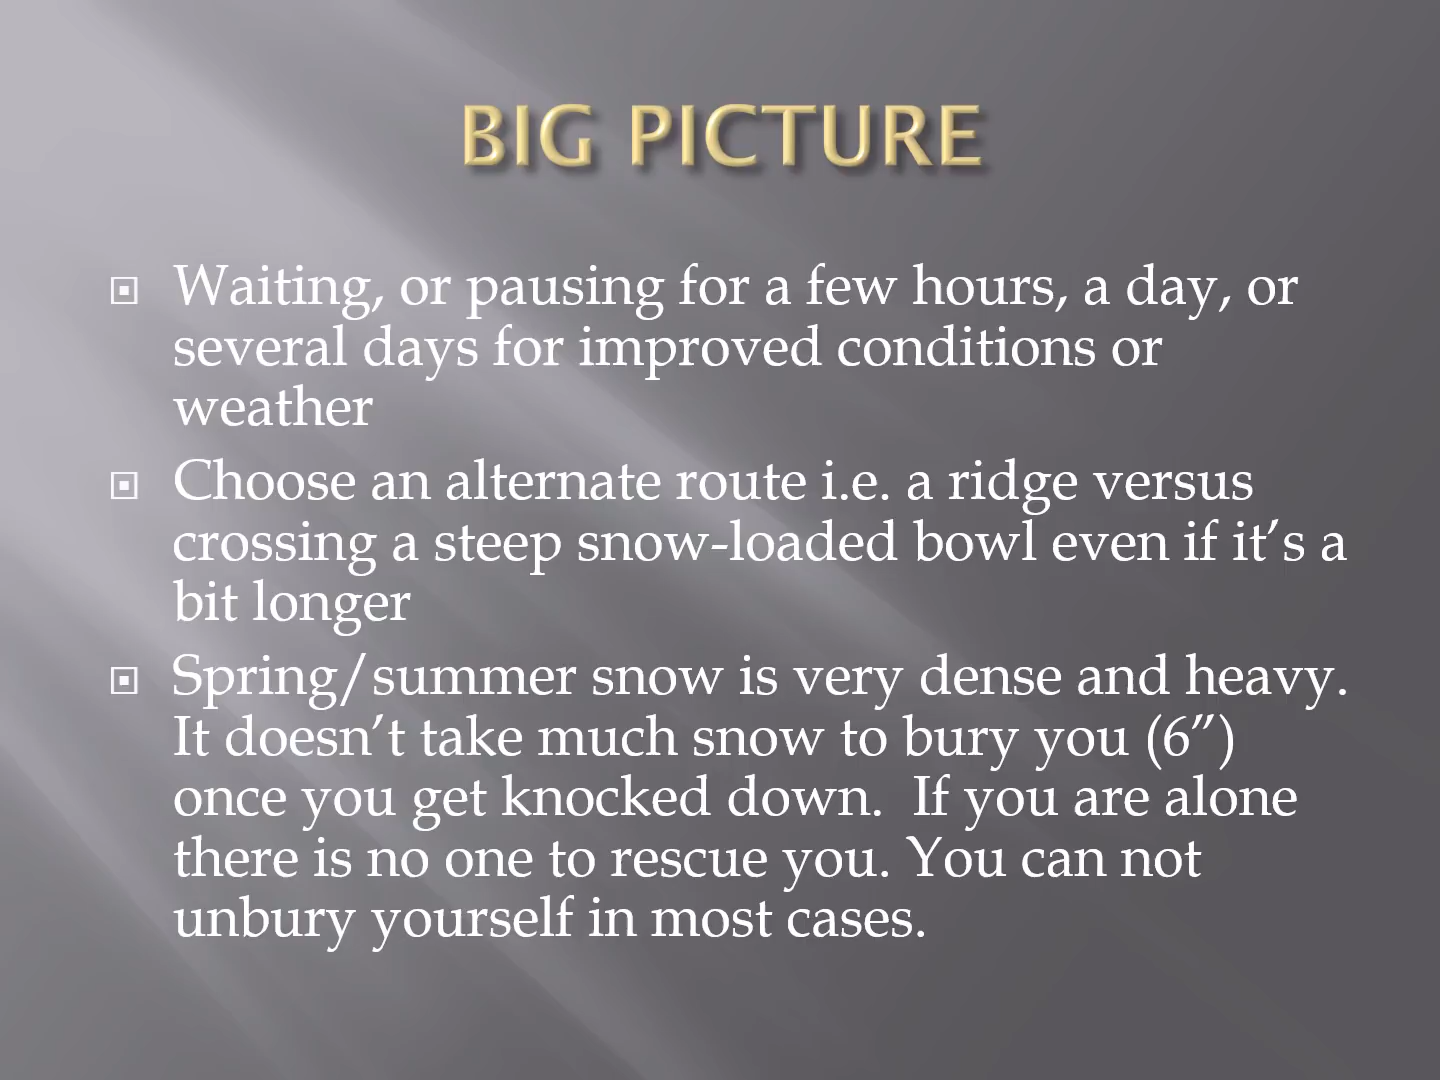 BIG PICTURE
Waiting, or pausing for a few hours, a day, or
several days for improved conditions or
weather
Choose an alternate route i.e. a ridge versus
crossing a steep snow-loaded bowl even if it’s a
bit longer
Spring/summer snow is very dense and heavy.
It doesn’t take much snow to bury you (6”)
once you get knocked down.  If you are alone
there is no one to rescue you. You can not
unbury yourself in most cases.